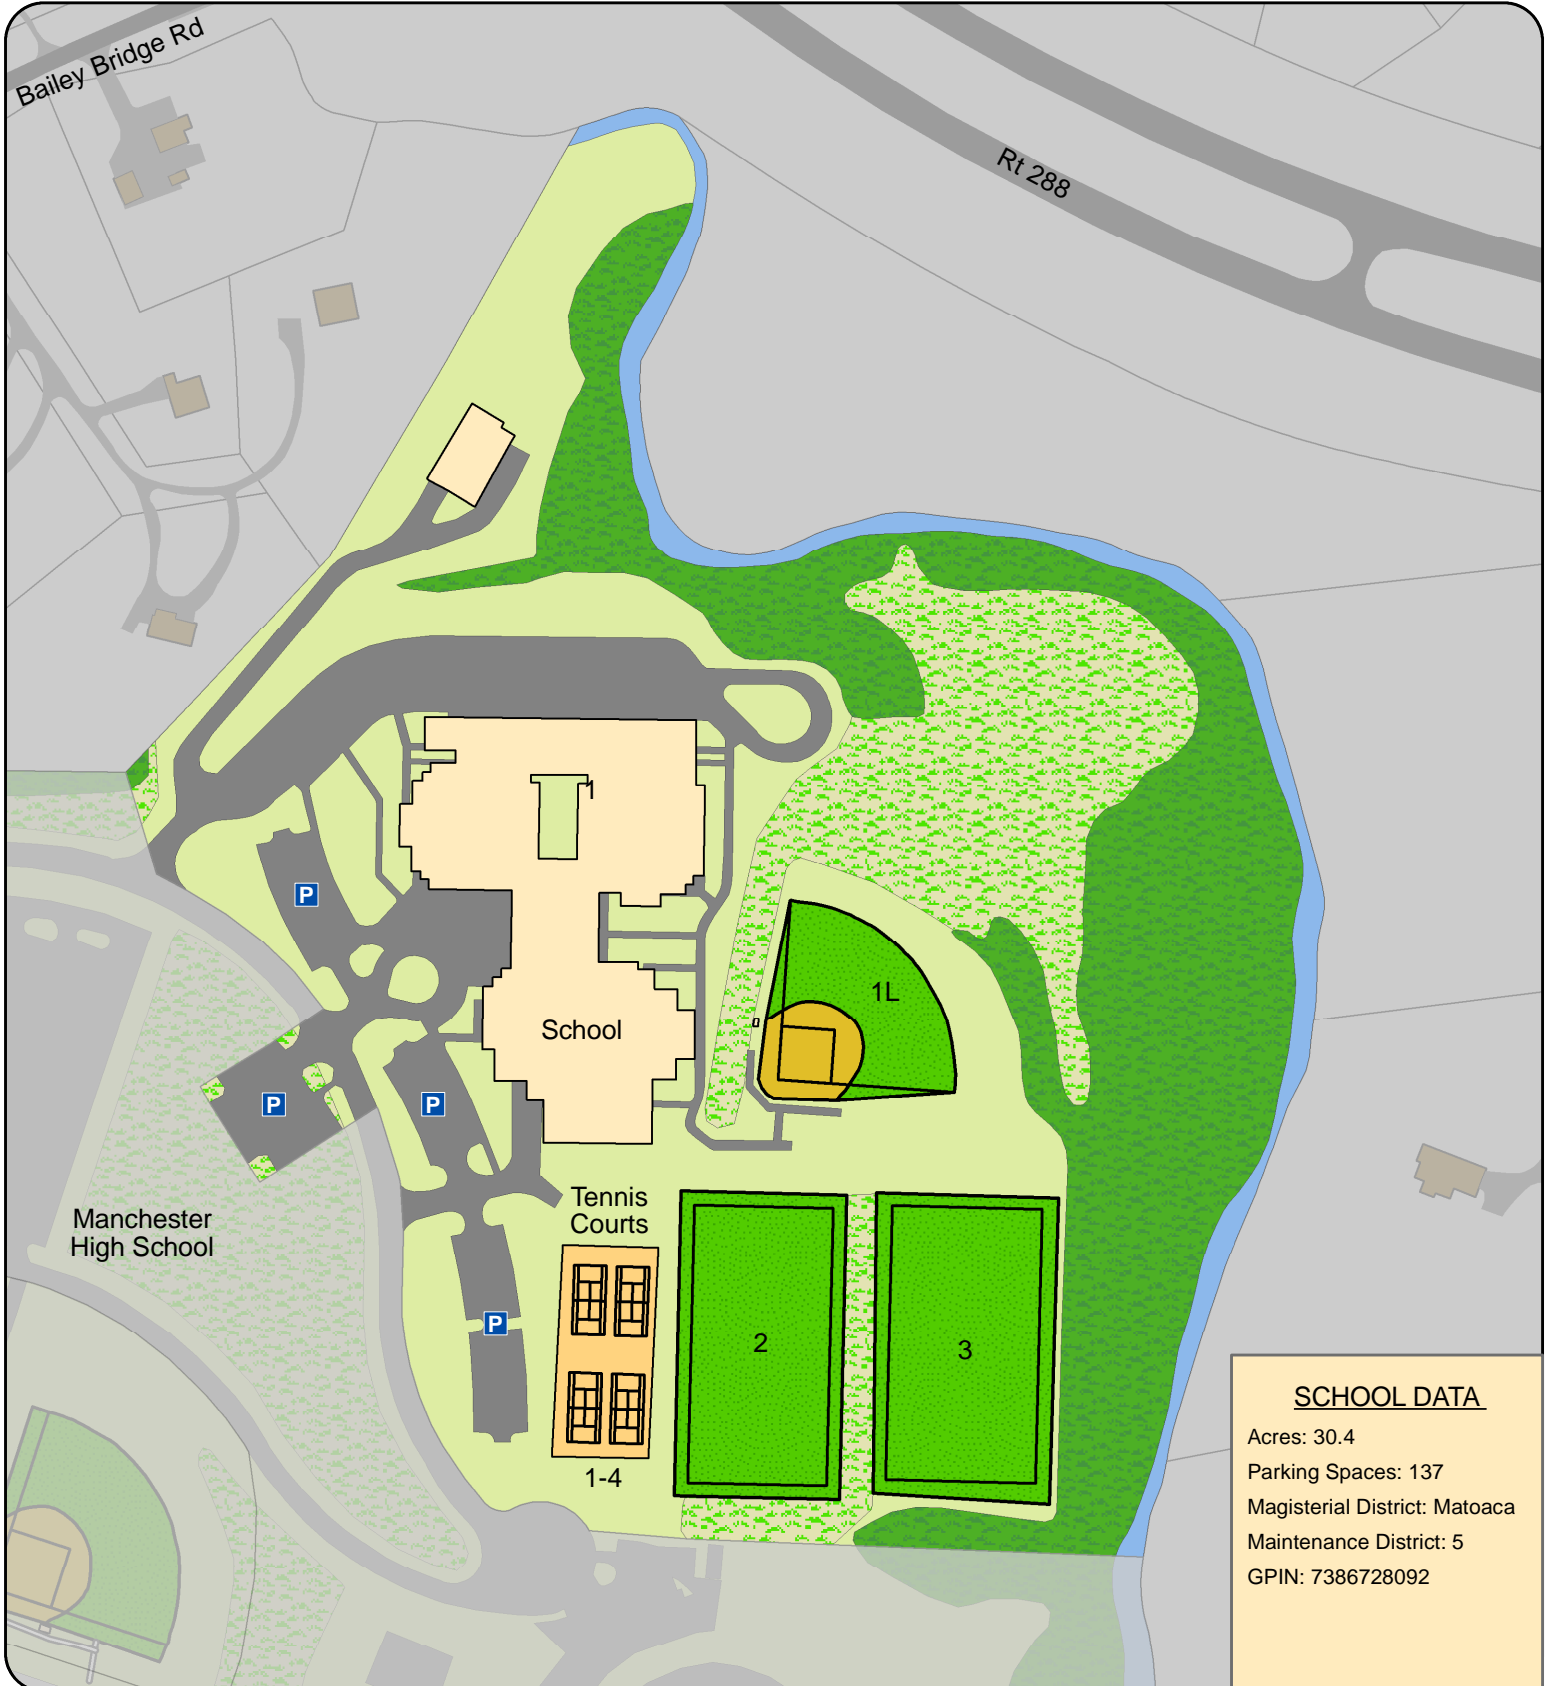 Bailey Bridge Rd
Rt 288
1
P
1L
School
P
P
Tennis
Courts
Manchester
High School
P
2
3
1-4
SCHOOL DATA
Acres: 30.4
Parking Spaces: 137
Magisterial District: Matoaca
Maintenance District: 5
GPIN: 7386728092